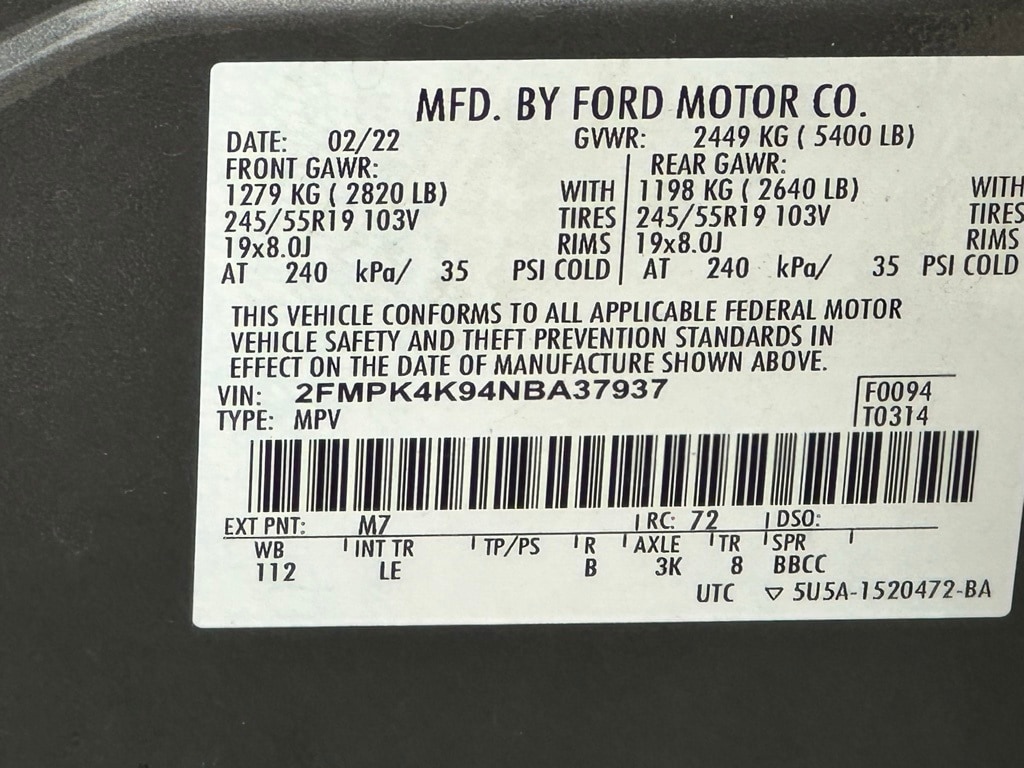 MFD. BY FORD MOTOR CO.
DATE: 02/22 GVWR: 2449 KG ( 5400 LB)
FRONT GAWR: REAR GAWR:
1279 KG ( 2820 LB) WITH 1198 KG ( 2640 LB) WITH
245/55R19 103V TIRES 245/55R19 103V TIRES
19x8.0J RIMS 19x8.0J RIMS
AT 240 kPa/ 35 PSI COLD AT 240 kPa/ 35 PSI COLD
THIS VEHICLE CONFORMS TO ALL APPLICABLE FEDERAL MOTOR
VEHICLE SAFETY AND THEFT PREVENTION STANDARDS IN
EFFECT ON THE DATE OF MANUFACTURE SHOWN ABOVE.
VIN: 2FMPK4K94NBA37937 F0094
TYPE: MPV T0314
EXT PNT: M7 RC: 72 DSO:
WB INT TR TP/PS R AXLE TR SPR
112 LE B 3K 8 BBCC
UTC ▽ 5U5A-1520472-BA